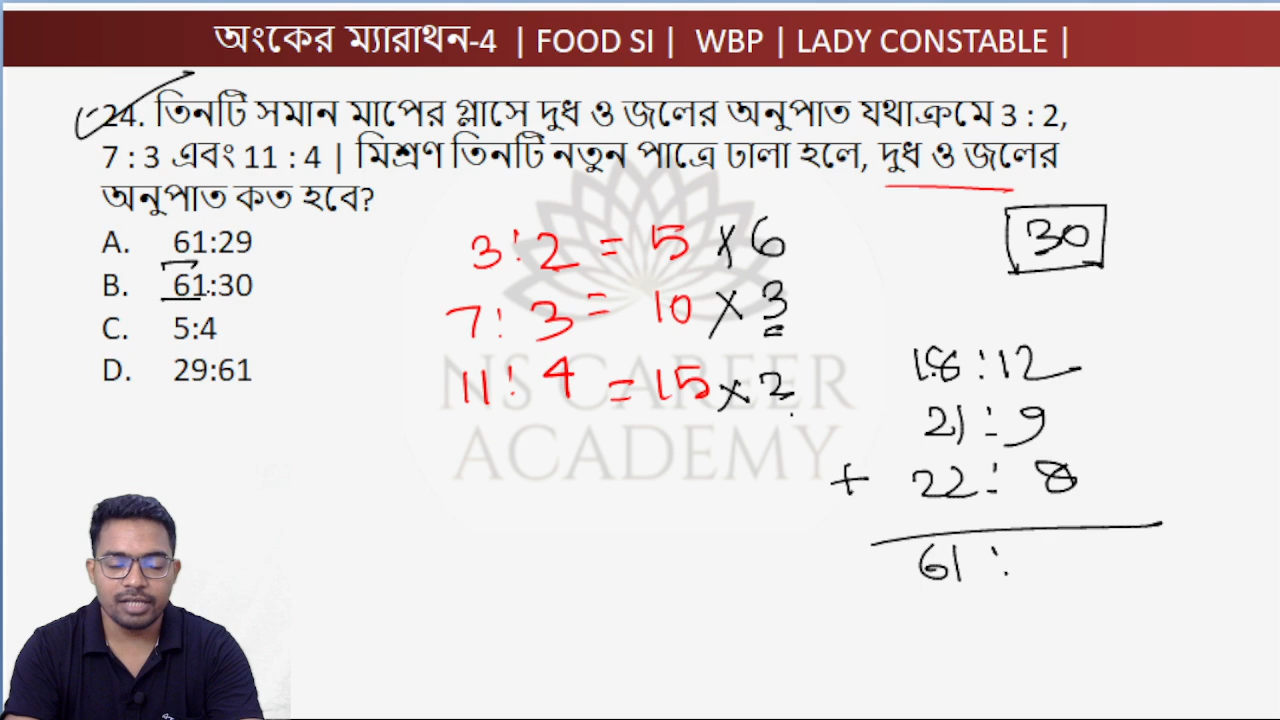 অংকের ম্যারাথন-4 | FOOD SI | WBP | LADY CONSTABLE |
24. তিনটি সমান মাপের গ্লাসে দুধ ও জলের অনুপাত যথাক্রমে 3 : 2,
7 : 3 এবং 11 : 4 | মিশ্রণ তিনটি নতুন পাত্রে ঢালা হলে, দুধ ও জলের
অনুপাত কত হবে?
A. 61:29
B. 61:30
C. 5:4
D. 29:61
3:2 = 5 × 6
7:3 = 10 × 3
11:4 = 15 × 2
30
18:12
21:9
+ 22:8
61:
NS CAREER
ACADEMY